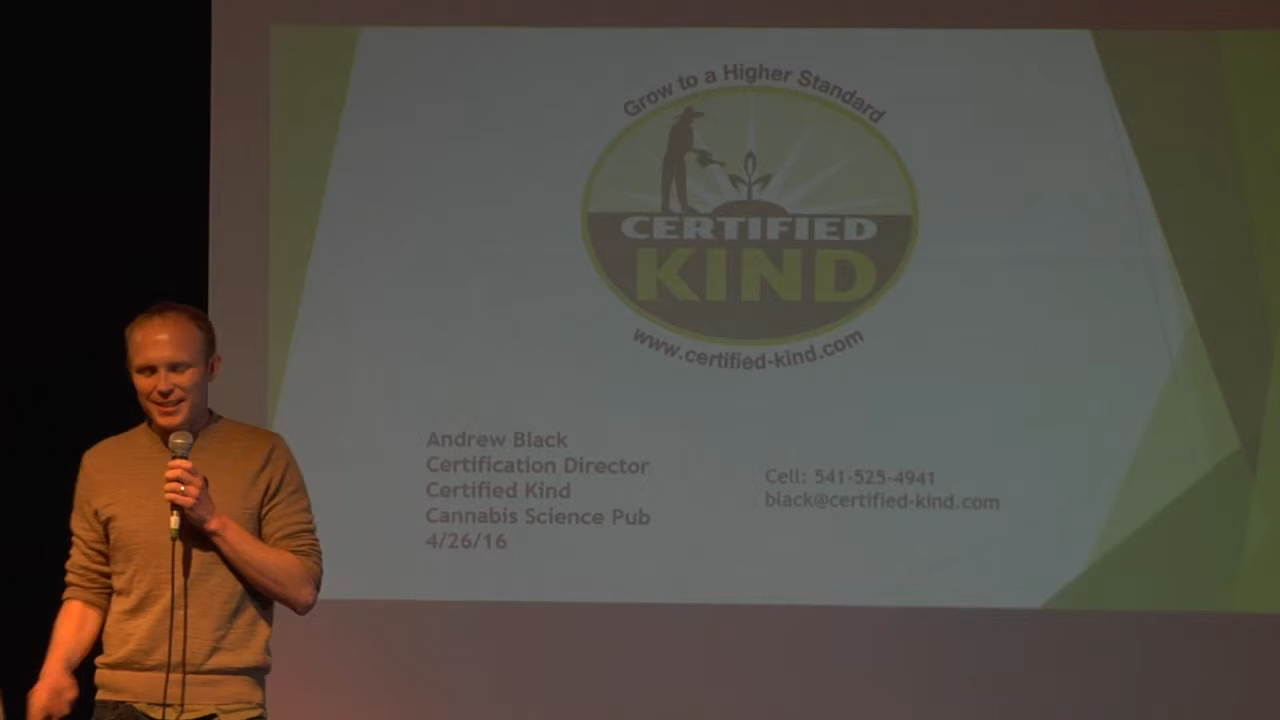 Grow to a Higher Standard
CERTIFIED
KIND
www.certified-kind.com
Andrew Black
Certification Director
Certified Kind
Cannabis Science Pub
4/26/16
Cell: 541-525-4941
black@certified-kind.com